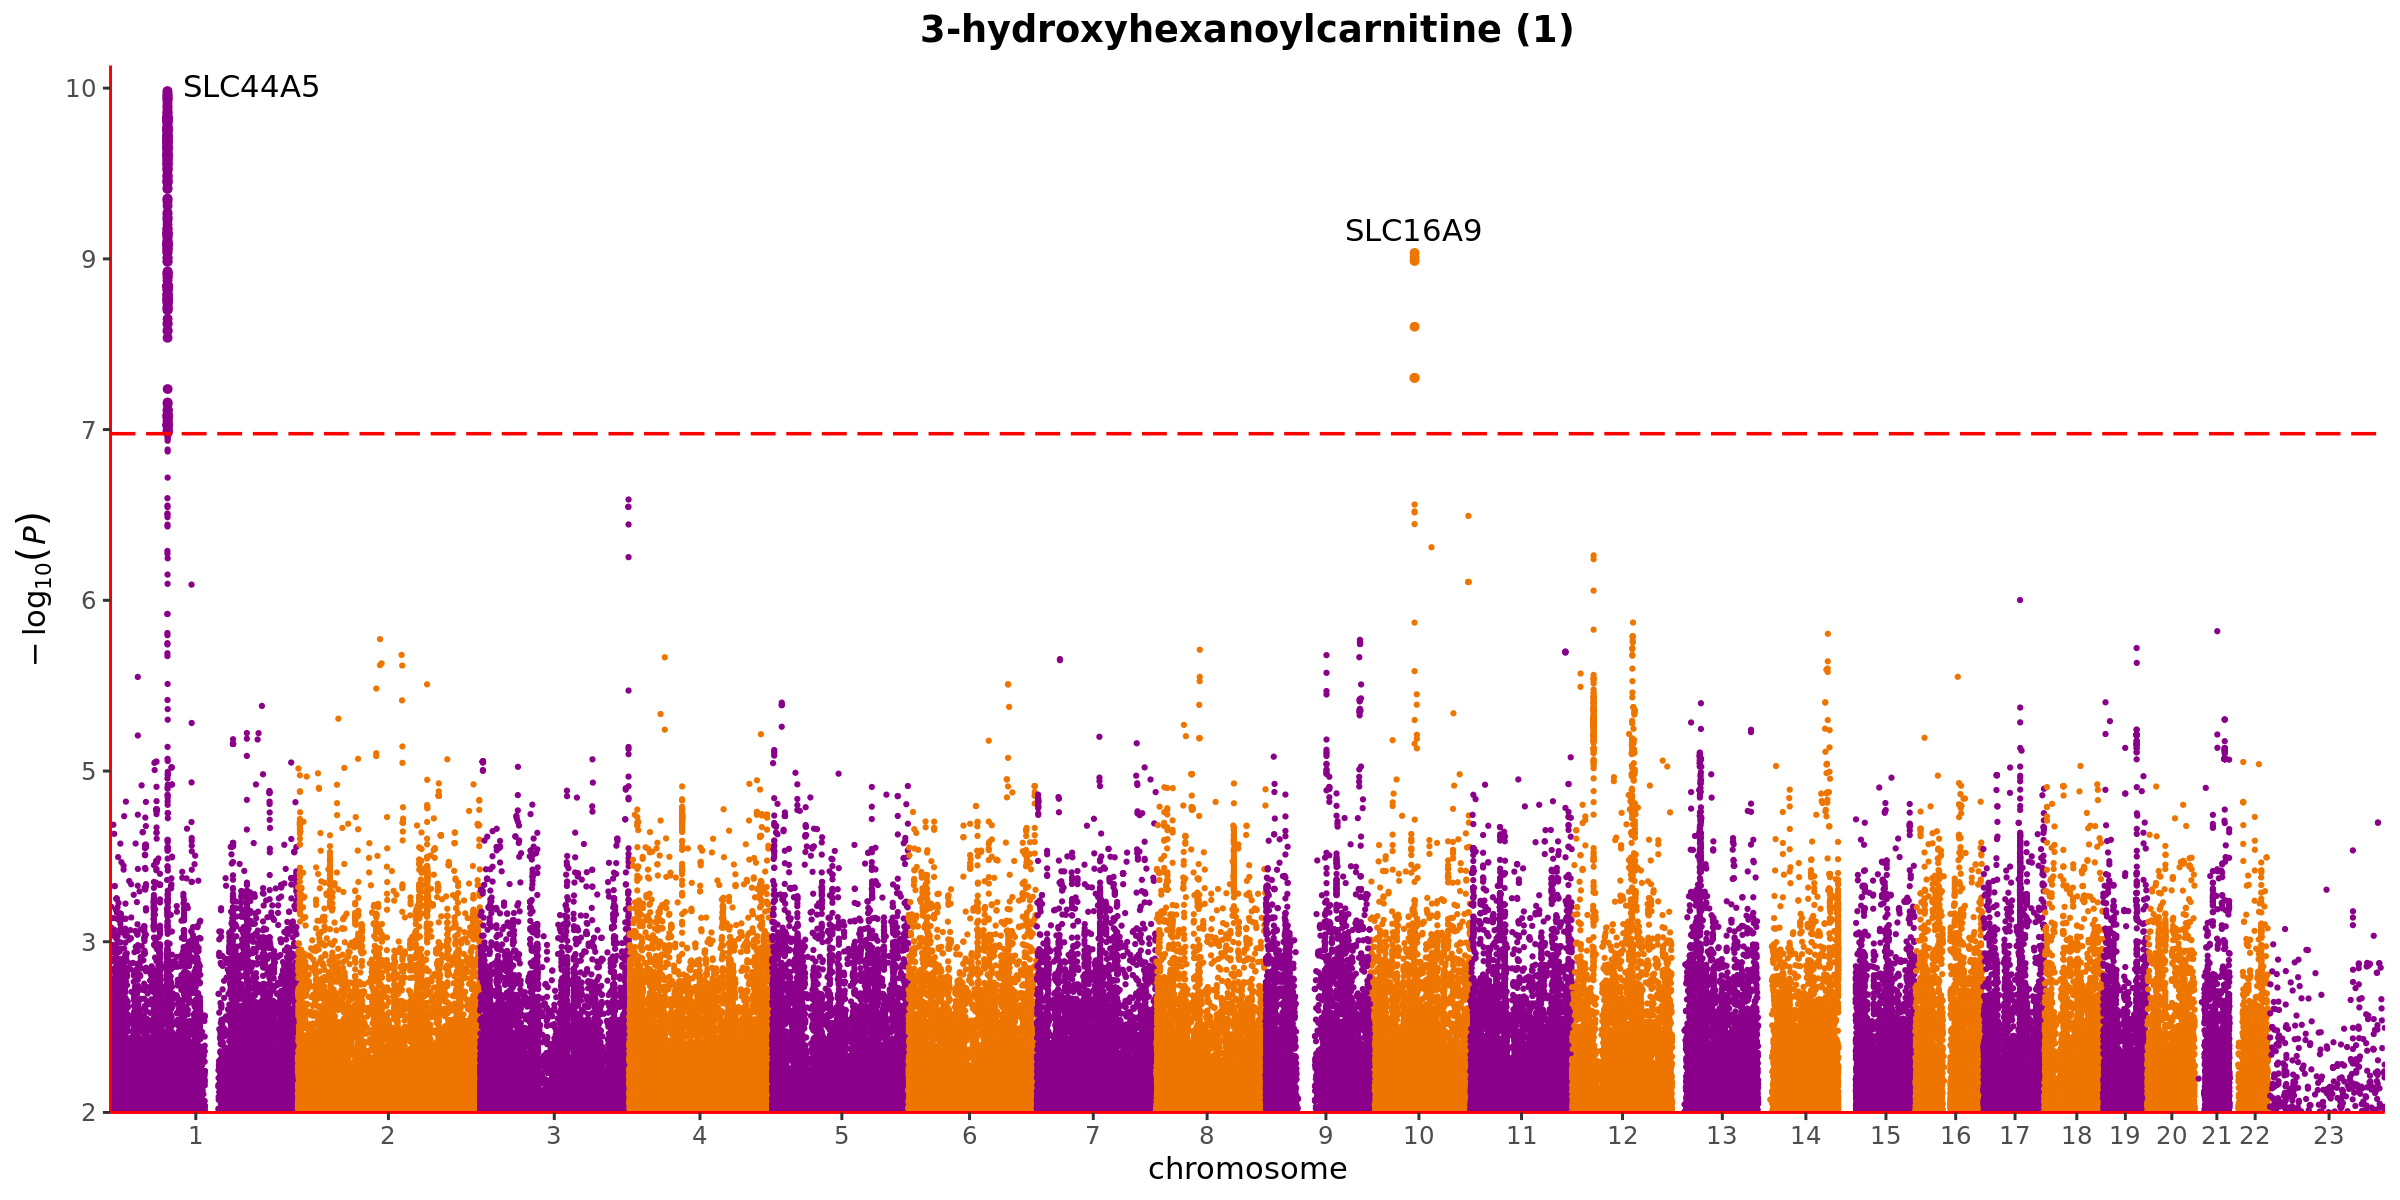 3-hydroxyhexanoylcarnitine (1)
10
SLC44A5
SLC16A9
9
7
6
5
3
2
− log10(P)
1 2 3 4 5 6 7 8 9 10 11 12 13 14 15 16 17 18 19 20 21 22 23
chromosome